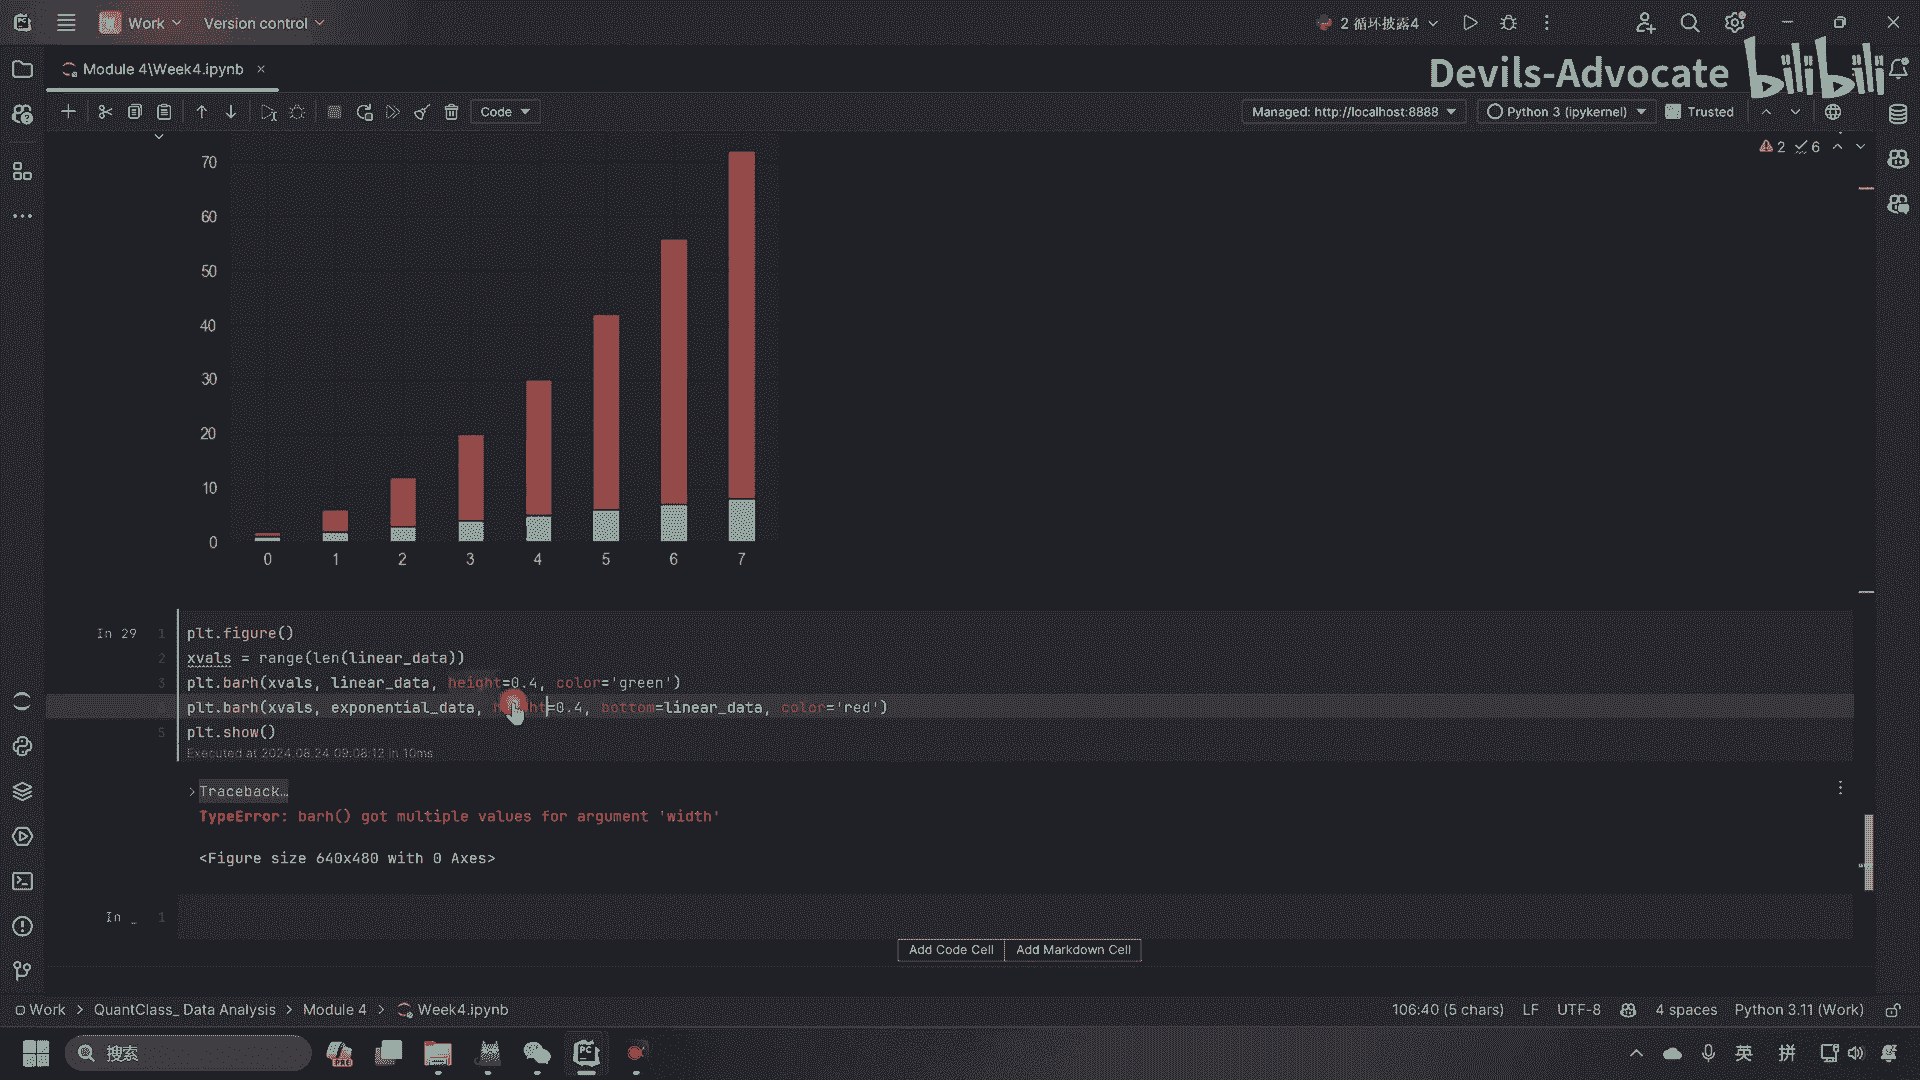 Work
Version control
2 循环披露4
Module 4\Week4.ipynb
Devils-Advocate
bilibili
Code
Managed: http://localhost:8888
Python 3 (ipykernel)
Trusted
2
6
70
60
50
40
30
20
10
0
0 1 2 3 4 5 6 7
In 29
1 plt.figure()
2 xvals = range(len(linear_data))
3 plt.barh(xvals, linear_data, height=0.4, color='green')
plt.barh(xvals, exponential_data, height=0.4, bottom=linear_data, color='red')
5 plt.show()
Executed at 2024.08.24 09:08:12 in 10ms
Traceback…
TypeError: barh() got multiple values for argument 'width'
<Figure size 640x480 with 0 Axes>
In _ 1
Add Code Cell
Add Markdown Cell
Work > QuantClass_ Data Analysis > Module 4 > Week4.ipynb
106:40 (5 chars)
LF
UTF-8
4 spaces
Python 3.11 (Work)
搜索
英
拼